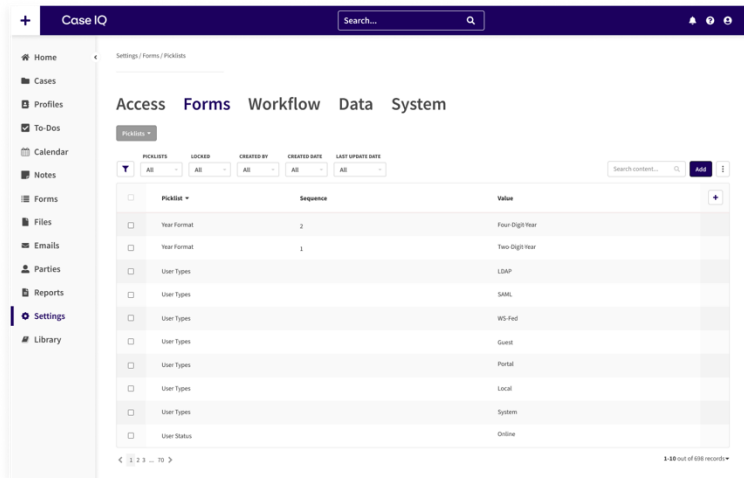 + Case IQ Search...
Home
Cases
Profiles
To-Dos
Calendar
Notes
Forms
Files
Emails
Parties
Reports
Settings
Library
Settings / Forms / Picklists
Access Forms Workflow Data System
Picklists
PICKLISTS LOCKED CREATED BY CREATED DATE LAST UPDATE DATE
All All All All All Search content... Add
Picklist Sequence Value +
Year Format 2 Four-Digit Year
Year Format 1 Two-Digit Year
User Types LDAP
User Types SAML
User Types WS-Fed
User Types Guest
User Types Portal
User Types Local
User Types System
User Status Online
1 2 3 ... 70 1-10 out of 698 records